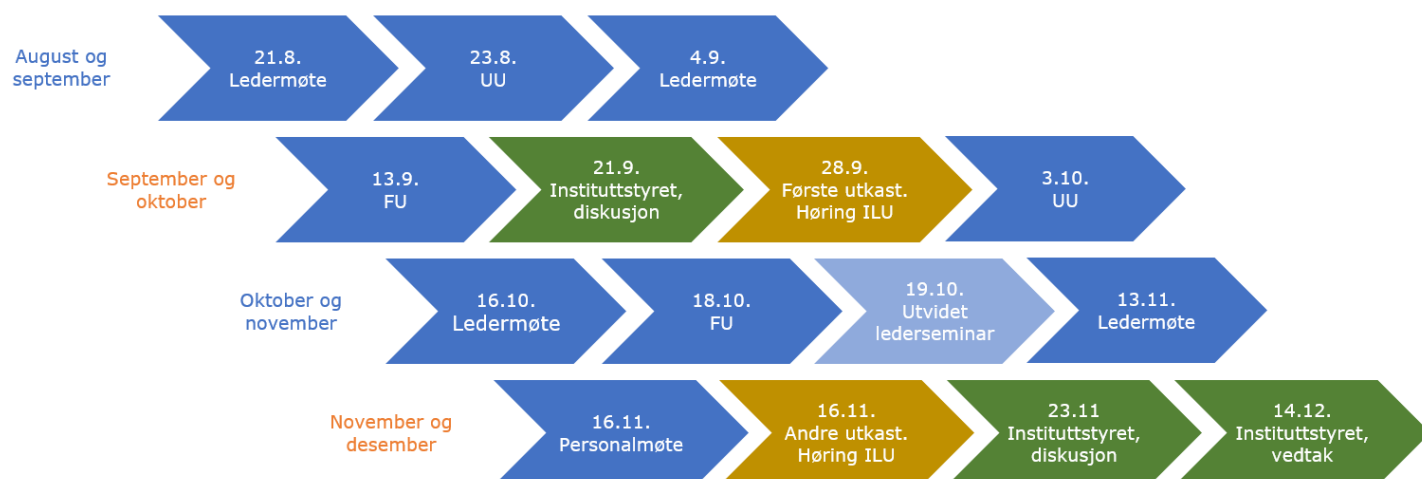 August og
september
21.8.
Ledermøte
23.8.
UU
4.9.
Ledermøte
September og
oktober
13.9.
FU
21.9.
Instituttstyret,
diskusjon
28.9.
Første utkast.
Høring ILU
3.10.
UU
Oktober og
november
16.10.
Ledermøte
18.10.
FU
19.10.
Utvidet
lederseminar
13.11.
Ledermøte
November og
desember
16.11.
Personalmøte
16.11.
Andre utkast.
Høring ILU
23.11
Instituttstyret,
diskusjon
14.12.
Instituttstyret,
vedtak